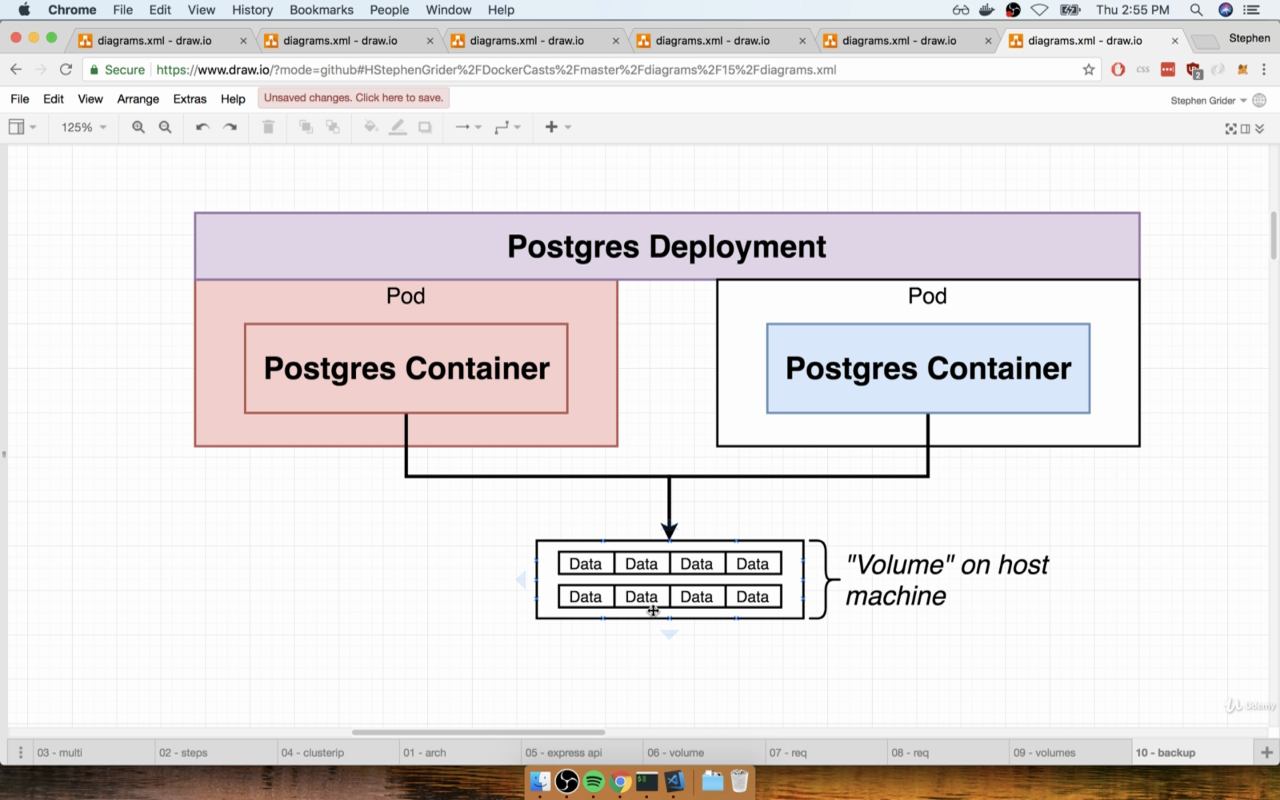 Chrome File Edit View History Bookmarks People Window Help Thu 2:55 PM
diagrams.xml - draw.io diagrams.xml - draw.io diagrams.xml - draw.io diagrams.xml - draw.io diagrams.xml - draw.io diagrams.xml - draw.io Stephen
Secure https://www.draw.io/?mode=github#HStephenGrider%2FDockerCasts%2Fmaster%2Fdiagrams%2F15%2Fdiagrams.xml CSS 2
File Edit View Arrange Extras Help Unsaved changes. Click here to save. Stephen Grider
125%
Postgres Deployment
Pod Pod
Postgres Container Postgres Container
Data Data Data Data
Data Data Data Data
"Volume" on host
machine
Udemy
03 - multi 02 - steps 04 - clusterip 01 - arch 05 - express api 06 - volume 07 - req 08 - req 09 - volumes 10 - backup